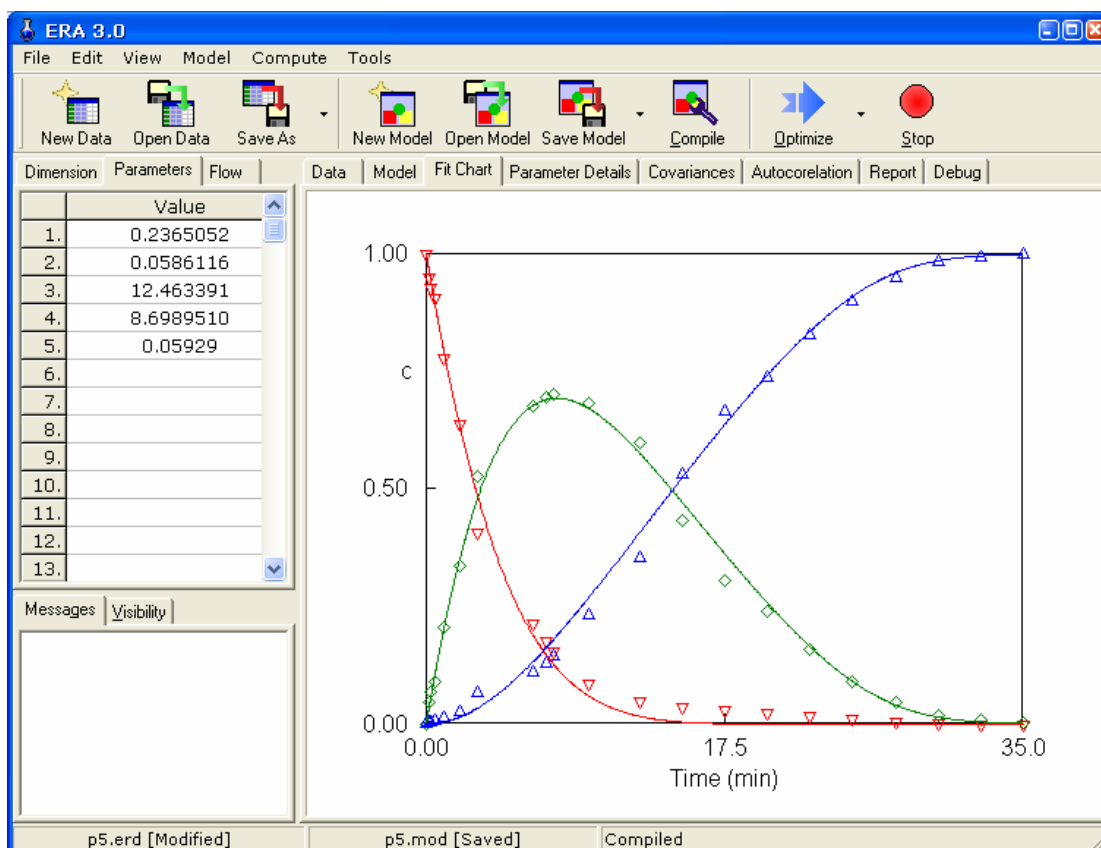 ERA 3.0
File Edit View Model Compute Tools
New Data Open Data Save As New Model Open Model Save Model Compile Optimize Stop
Dimension Parameters Flow Data Model Fit Chart Parameter Details Covariances Autocorelation Report Debug
Value
1. 0.2365052
2. 0.0586116
3. 12.463391
4. 8.6989510
5. 0.05929
6.
7.
8.
9.
10.
11.
12.
13.
Messages Visibility
1.00
c
0.50
0.00
0.00 17.5 35.0
Time (min)
p5.erd [Modified] p5.mod [Saved] Compiled